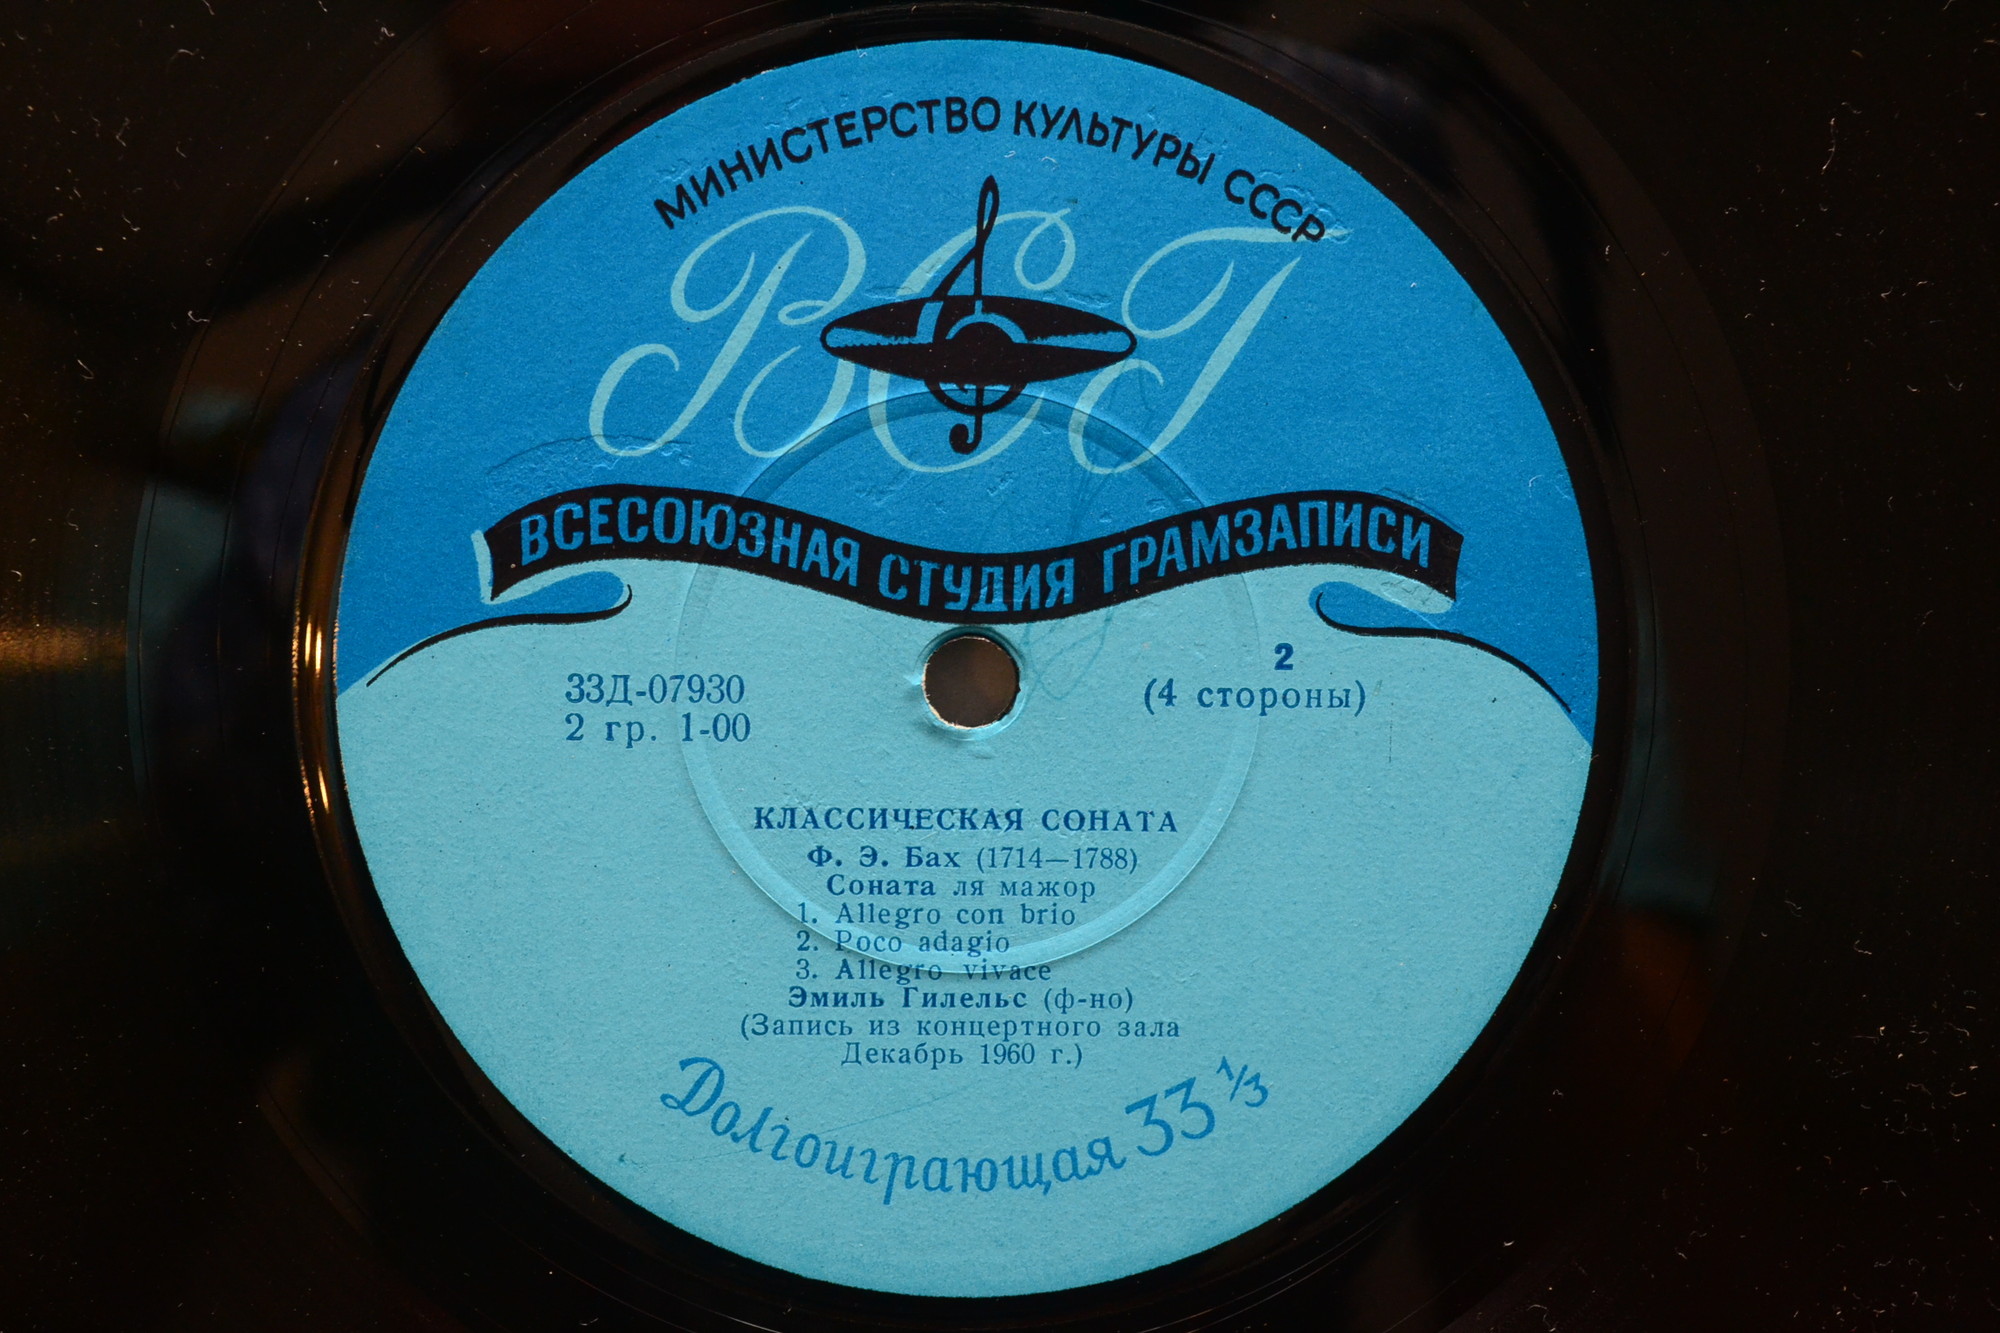 МИНИСТЕРСТВО КУЛЬТУРЫ СССР
ВСГ
ВСЕСОЮЗНАЯ СТУДИЯ ГРАМЗАПИСИ
33Д-07930
2 гр. 1-00
2
(4 стороны)
КЛАССИЧЕСКАЯ СОНАТА
Ф. Э. Бах (1714—1788)
Соната ля мажор
1. Allegro con brio
2. Poco adagio
3. Allegro vivace
Эмиль Гилельс (ф-но)
(Запись из концертного зала
Декабрь 1960 г.)
Долгоиграющая 33 1/3